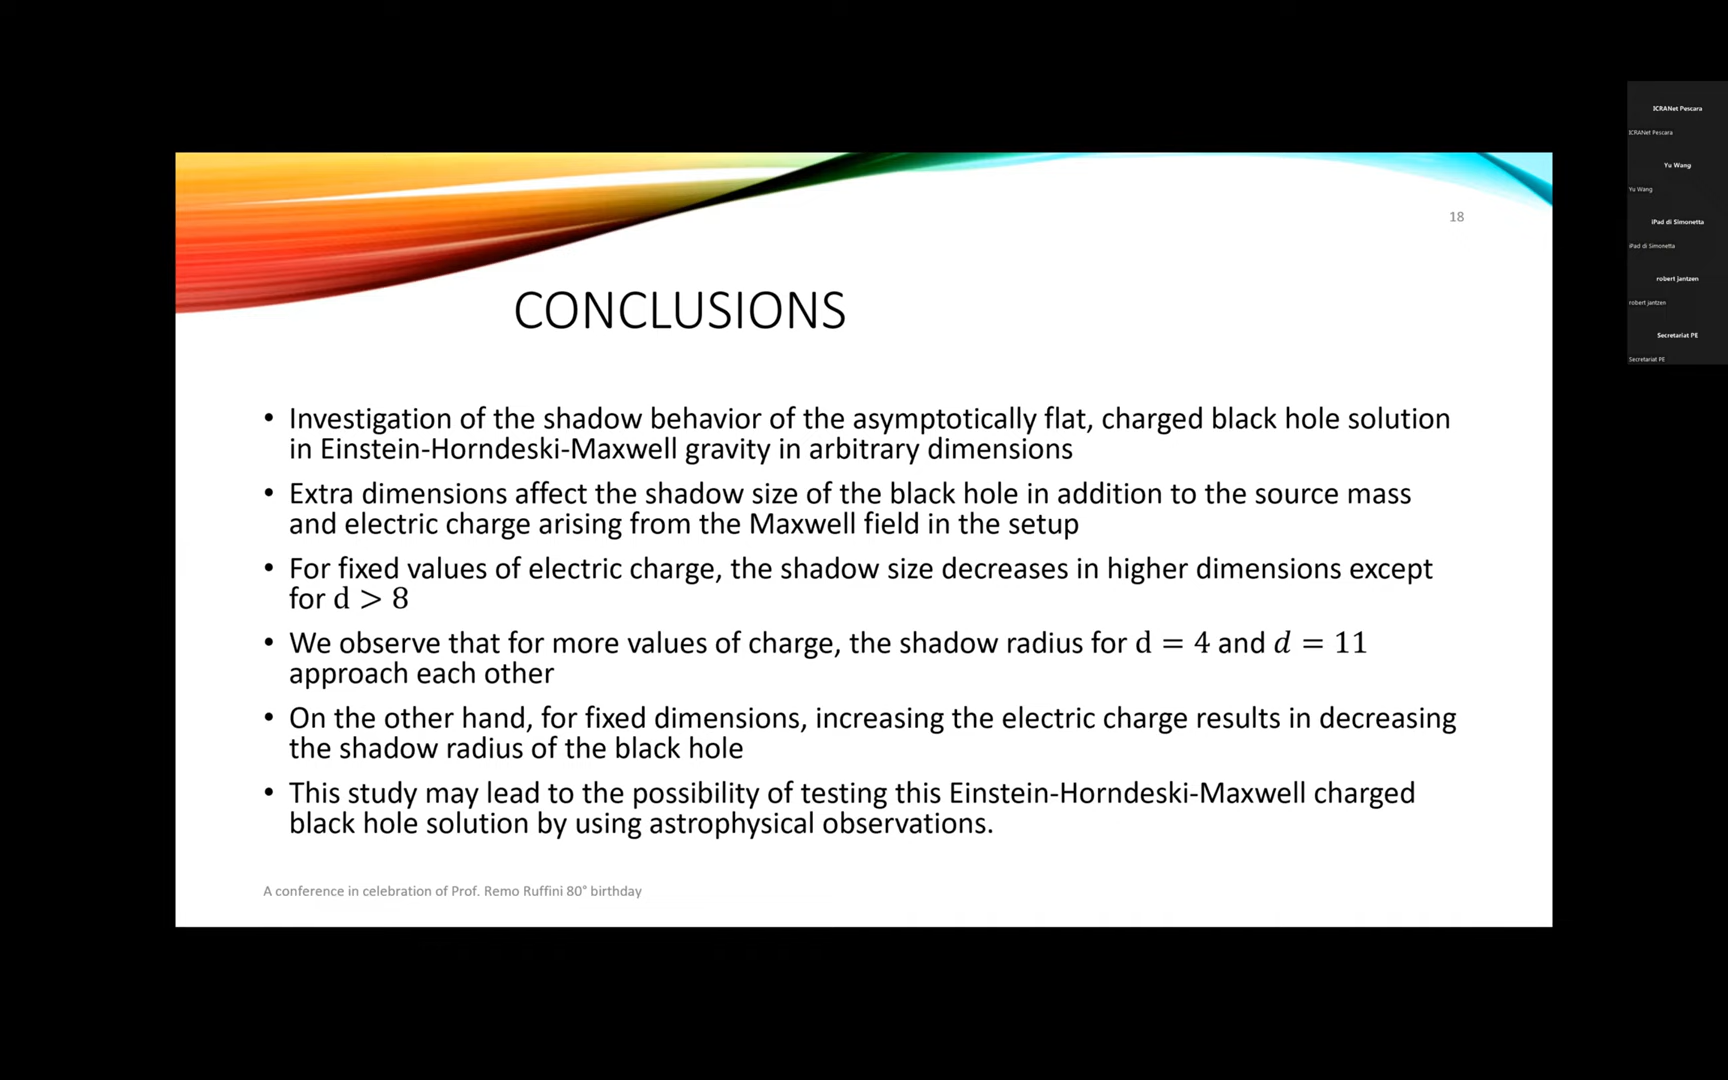 18
CONCLUSIONS
• Investigation of the shadow behavior of the asymptotically flat, charged black hole solution
in Einstein-Horndeski-Maxwell gravity in arbitrary dimensions
• Extra dimensions affect the shadow size of the black hole in addition to the source mass
and electric charge arising from the Maxwell field in the setup
• For fixed values of electric charge, the shadow size decreases in higher dimensions except
for d > 8
• We observe that for more values of charge, the shadow radius for d = 4 and d = 11
approach each other
• On the other hand, for fixed dimensions, increasing the electric charge results in decreasing
the shadow radius of the black hole
• This study may lead to the possibility of testing this Einstein-Horndeski-Maxwell charged
black hole solution by using astrophysical observations.
A conference in celebration of Prof. Remo Ruffini 80° birthday
ICRANet Pescara
ICRANet Pescara
Yu Wang
Yu Wang
iPad di Simonetta
iPad di Simonetta
robert jantzen
robert jantzen
Secretariat PE
Secretariat PE